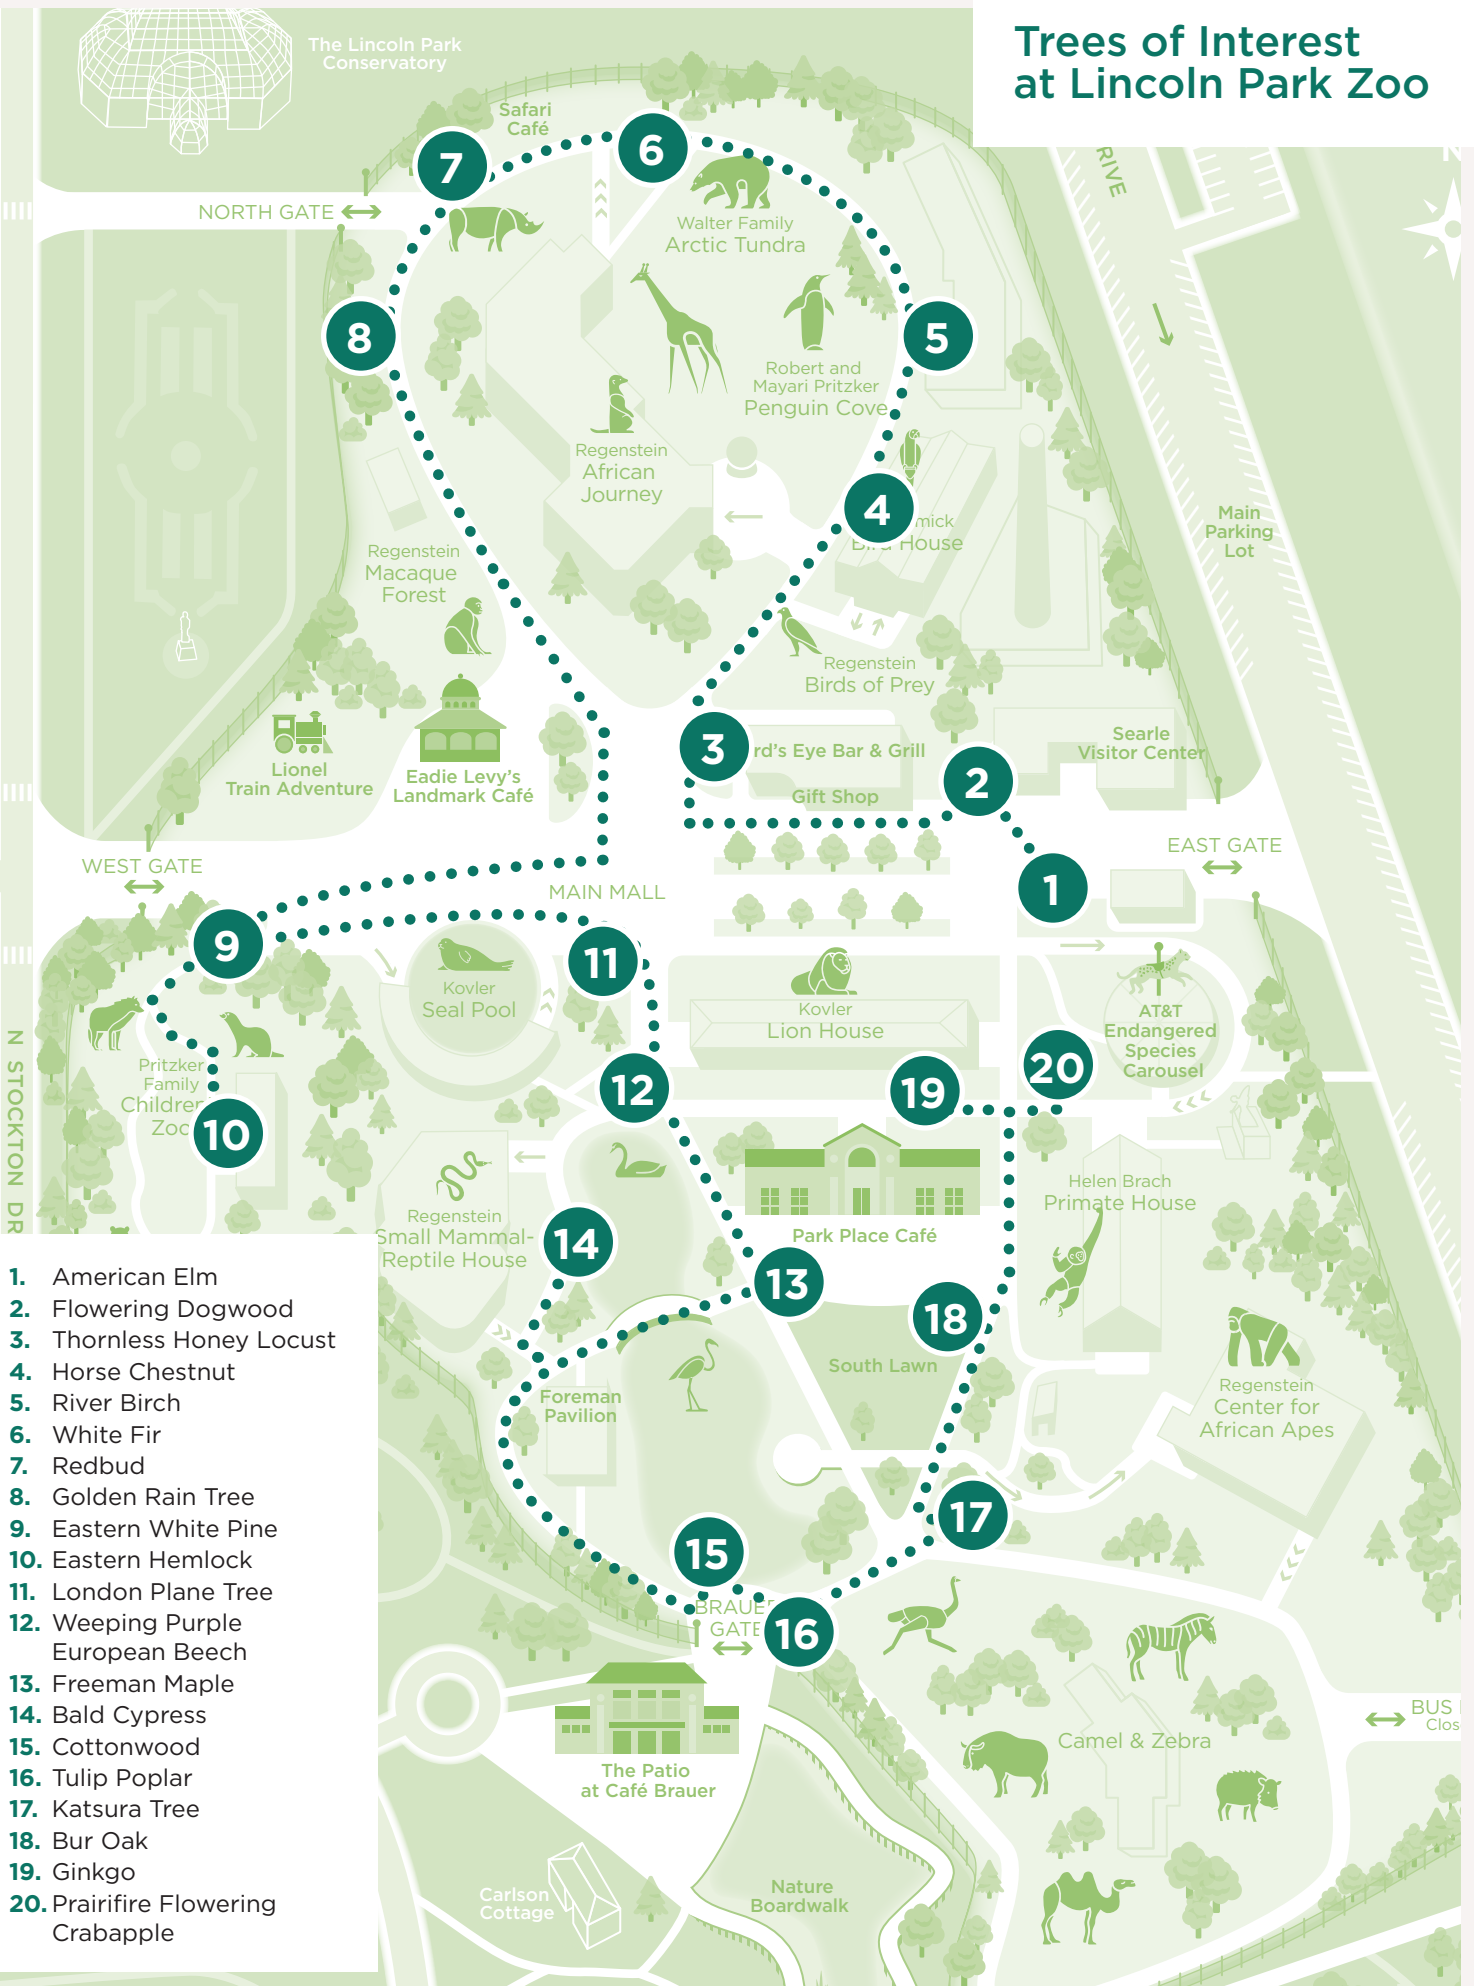 Trees of Interest
at Lincoln Park Zoo
The Lincoln Park
Conservatory
Safari
Café
7
6
NORTH GATE
Walter Family
Arctic Tundra
8
5
Robert and
Mayari Pritzker
Penguin Cove
Regenstein
African
Journey
4
House
Main
Parking
Lot
Regenstein
Macaque
Forest
Regenstein
Birds of Prey
Lionel
Train Adventure
Eadie Levy's
Landmark Café
3
Eye Bar & Grill
Gift Shop
2
Searle
Visitor Center
WEST GATE
MAIN MALL
EAST GATE
1
9
11
Kovler
Seal Pool
Kovler
Lion House
AT&T
Endangered
Species
Carousel
N STOCKTON DR
Pritzker
Family
Zoo
10
12
19
20
Regenstein
Small Mammal-
Reptile House
14
Park Place Café
Helen Brach
Primate House
13
18
South Lawn
Foreman
Pavilion
Regenstein
Center for
African Apes
17
15
GATE
16
The Patio
at Café Brauer
Camel & Zebra
BUS
Carlson
Cottage
Nature
Boardwalk
1. American Elm
2. Flowering Dogwood
3. Thornless Honey Locust
4. Horse Chestnut
5. River Birch
6. White Fir
7. Redbud
8. Golden Rain Tree
9. Eastern White Pine
10. Eastern Hemlock
11. London Plane Tree
12. Weeping Purple
European Beech
13. Freeman Maple
14. Bald Cypress
15. Cottonwood
16. Tulip Poplar
17. Katsura Tree
18. Bur Oak
19. Ginkgo
20. Prairifire Flowering
Crabapple